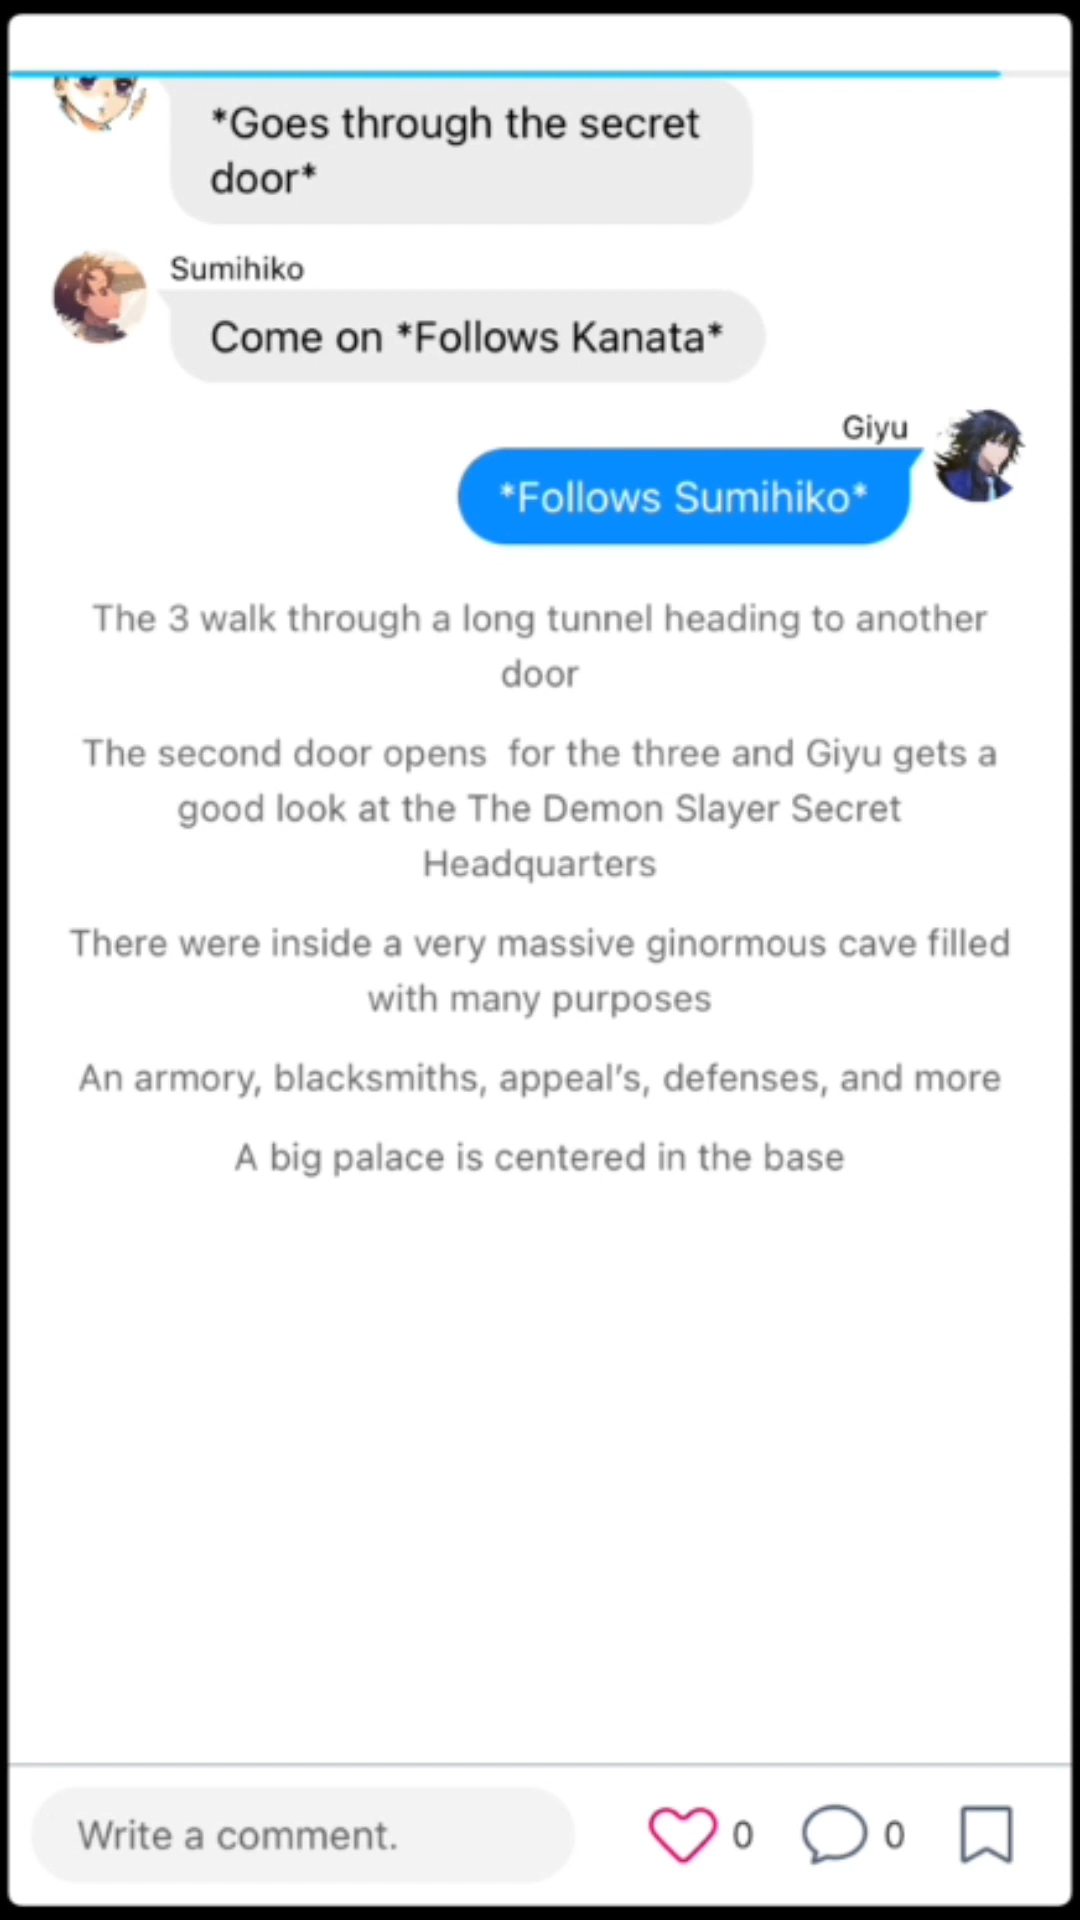 *Goes through the secret
door*
Sumihiko
Come on *Follows Kanata*
Giyu
*Follows Sumihiko*
The 3 walk through a long tunnel heading to another
door
The second door opens  for the three and Giyu gets a
good look at the The Demon Slayer Secret
Headquarters
There were inside a very massive ginormous cave filled
with many purposes
An armory, blacksmiths, appeal’s, defenses, and more
A big palace is centered in the base
Write a comment.
0
0